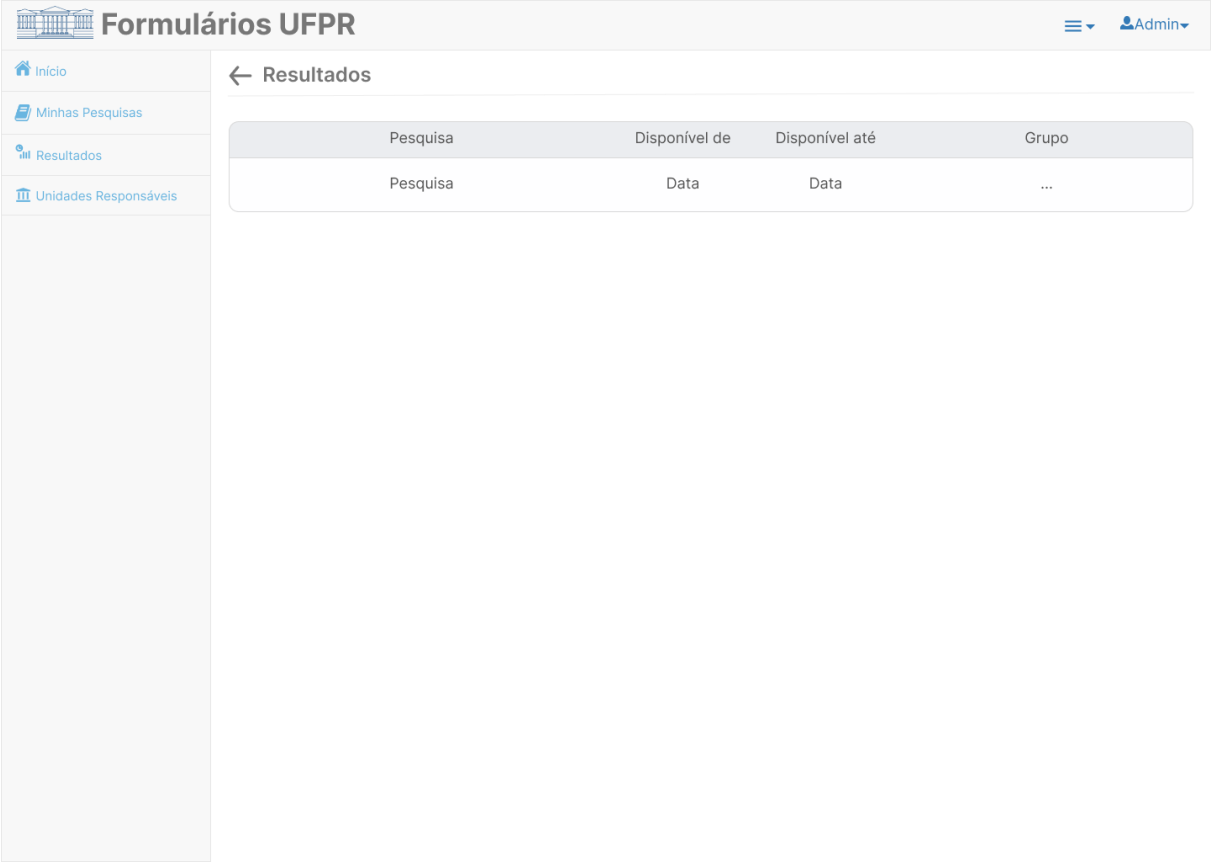 Formulários UFPR
Admin
Início
Minhas Pesquisas
Resultados
Unidades Responsáveis
Resultados
Pesquisa Disponível de Disponível até Grupo
Pesquisa Data Data ...